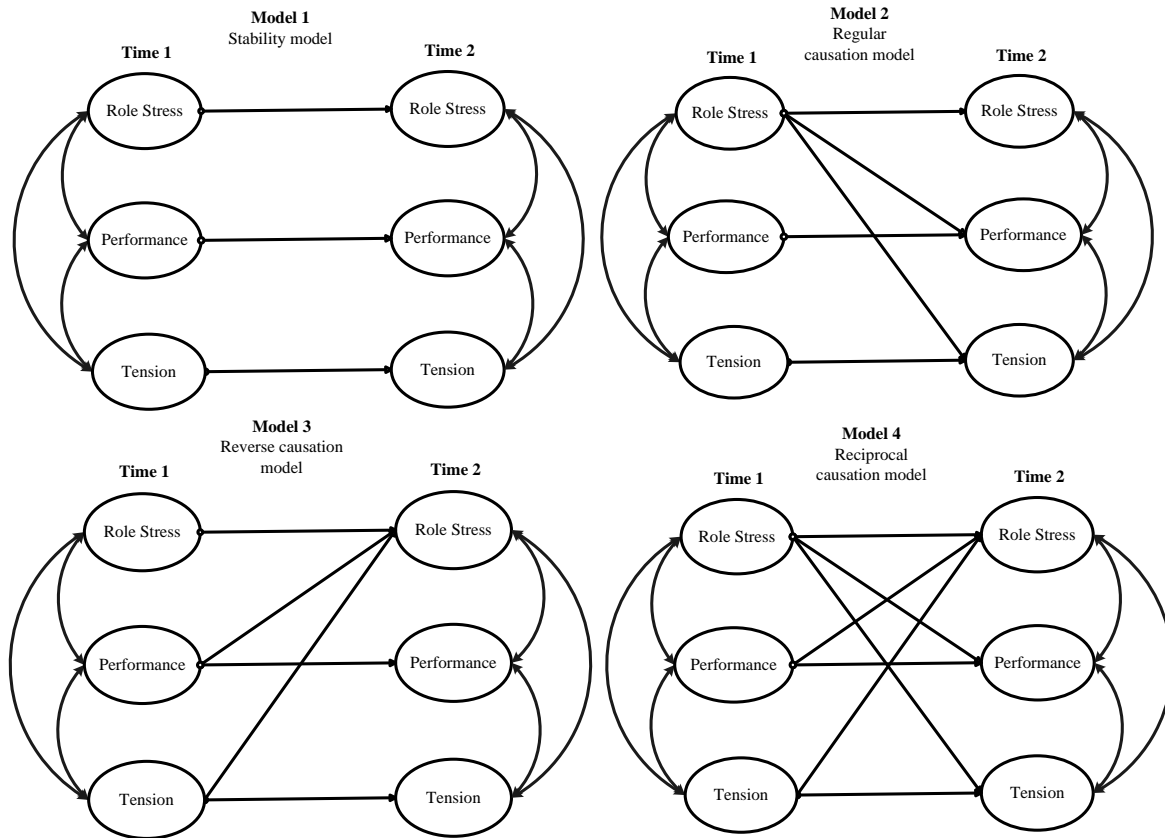 Model 1
Stability model
Time 1
Time 2
Role Stress
Role Stress
Performance
Performance
Tension
Tension
Model 2
Regular
causation model
Time 1
Time 2
Role Stress
Role Stress
Performance
Performance
Tension
Tension
Model 3
Reverse causation
model
Time 1
Time 2
Role Stress
Role Stress
Performance
Performance
Tension
Tension
Model 4
Reciprocal
causation model
Time 1
Time 2
Role Stress
Role Stress
Performance
Performance
Tension
Tension